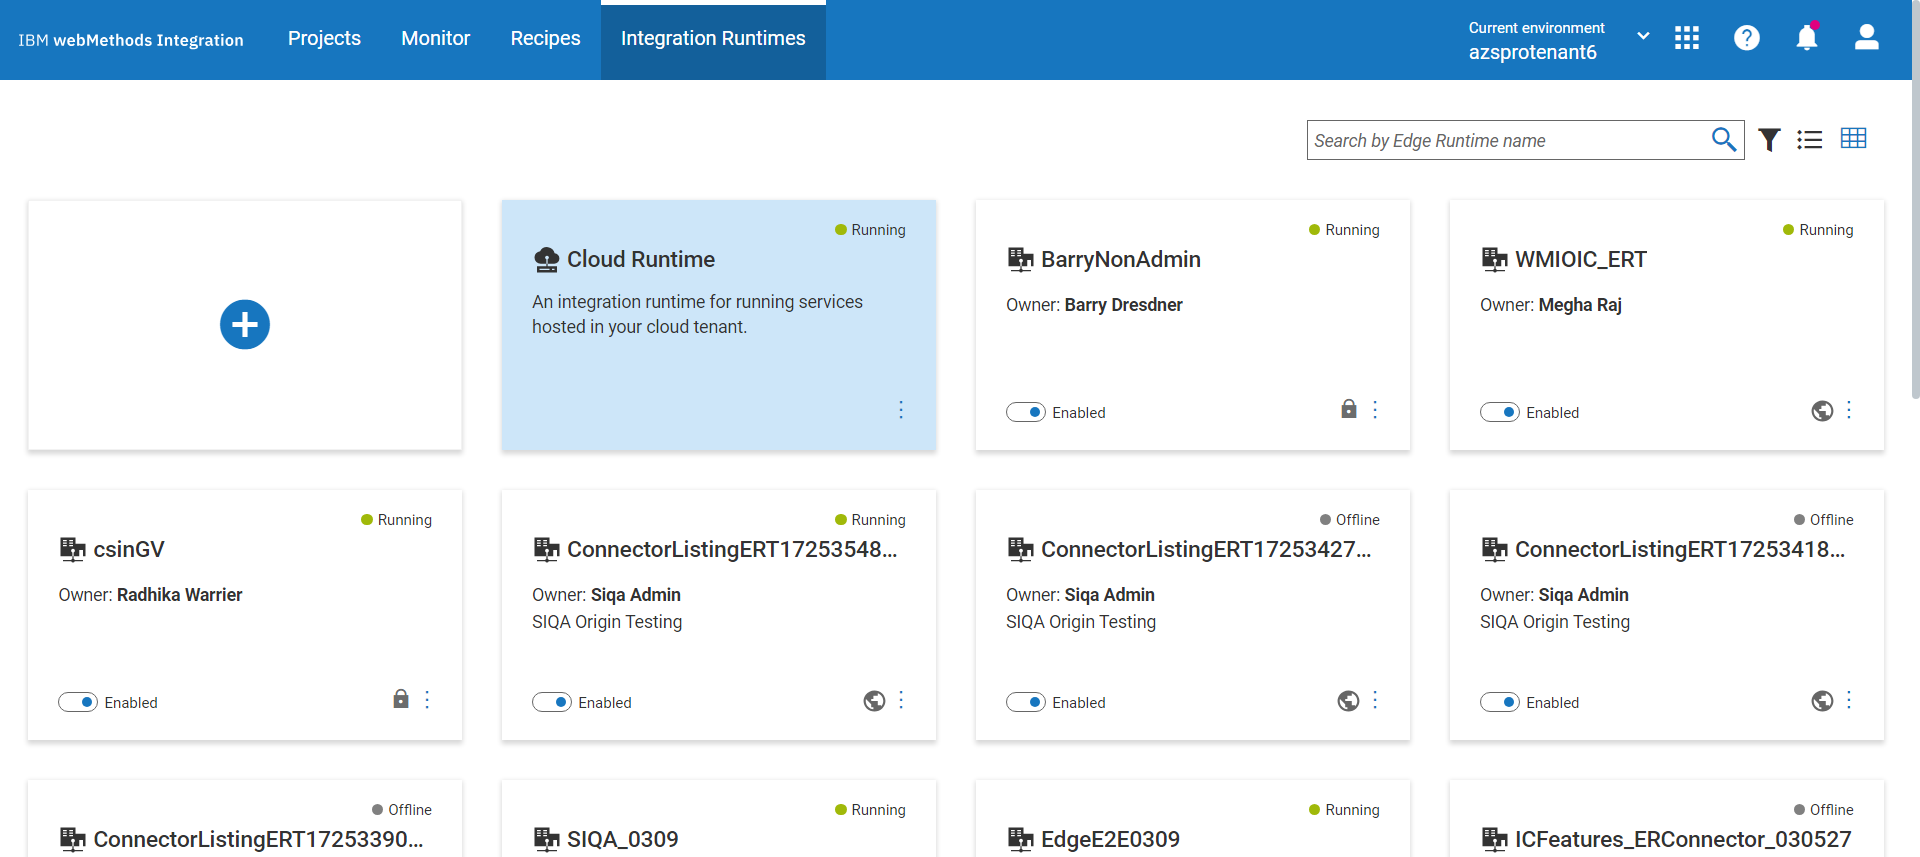 IBM webMethods Integration
Projects
Monitor
Recipes
Integration Runtimes
Current environment
azsprotenant6
Search by Edge Runtime name
Running
Cloud Runtime
An integration runtime for running services
hosted in your cloud tenant.
Running
BarryNonAdmin
Owner: Barry Dresdner
Enabled
Running
WMIOIC_ERT
Owner: Megha Raj
Enabled
Running
csinGV
Owner: Radhika Warrier
Enabled
Running
ConnectorListingERT17253548...
Owner: Siqa Admin
SIQA Origin Testing
Enabled
Offline
ConnectorListingERT17253427...
Owner: Siqa Admin
SIQA Origin Testing
Enabled
Offline
ConnectorListingERT17253418...
Owner: Siqa Admin
SIQA Origin Testing
Enabled
Offline
ConnectorListingERT17253390...
Running
SIQA_0309
Running
EdgeE2E0309
Offline
ICFeatures_ERConnector_030527